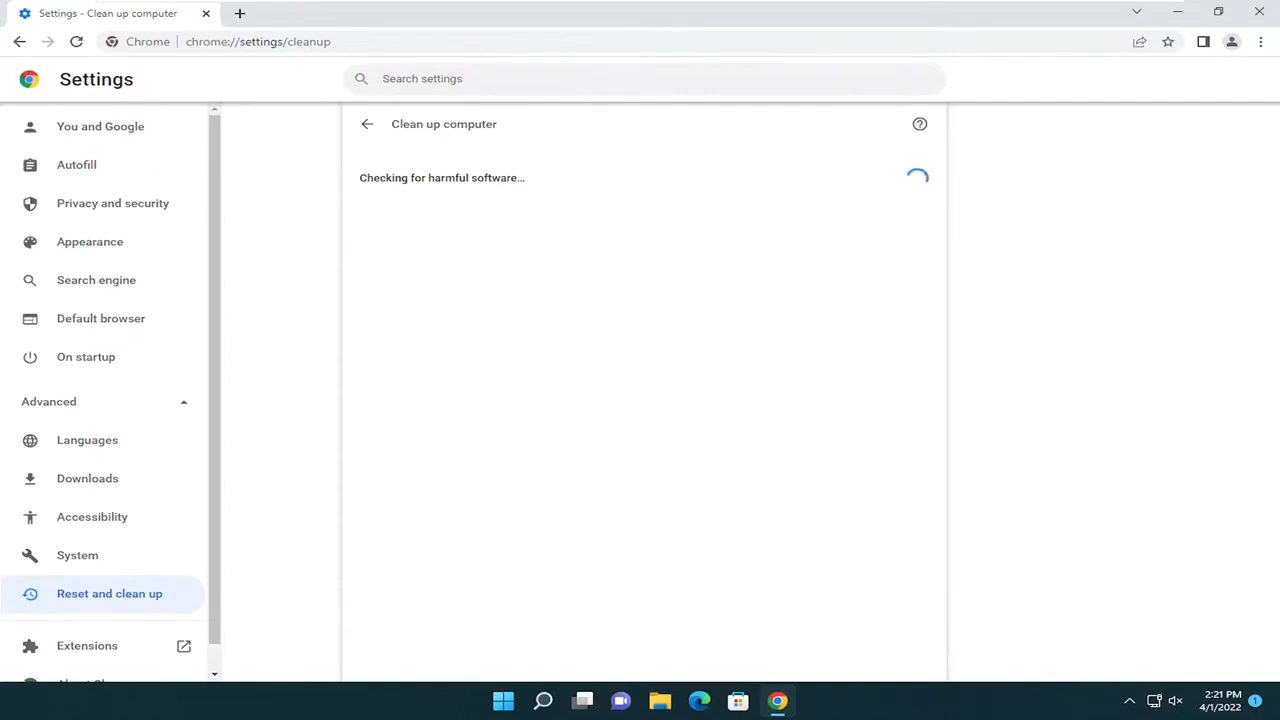 Settings - Clean up computer
Chrome
chrome://settings/cleanup
Settings
Search settings
You and Google
Autofill
Privacy and security
Appearance
Search engine
Default browser
On startup
Advanced
Languages
Downloads
Accessibility
System
Reset and clean up
Extensions
Clean up computer
Checking for harmful software...
2:21 PM
4/1/2022
1